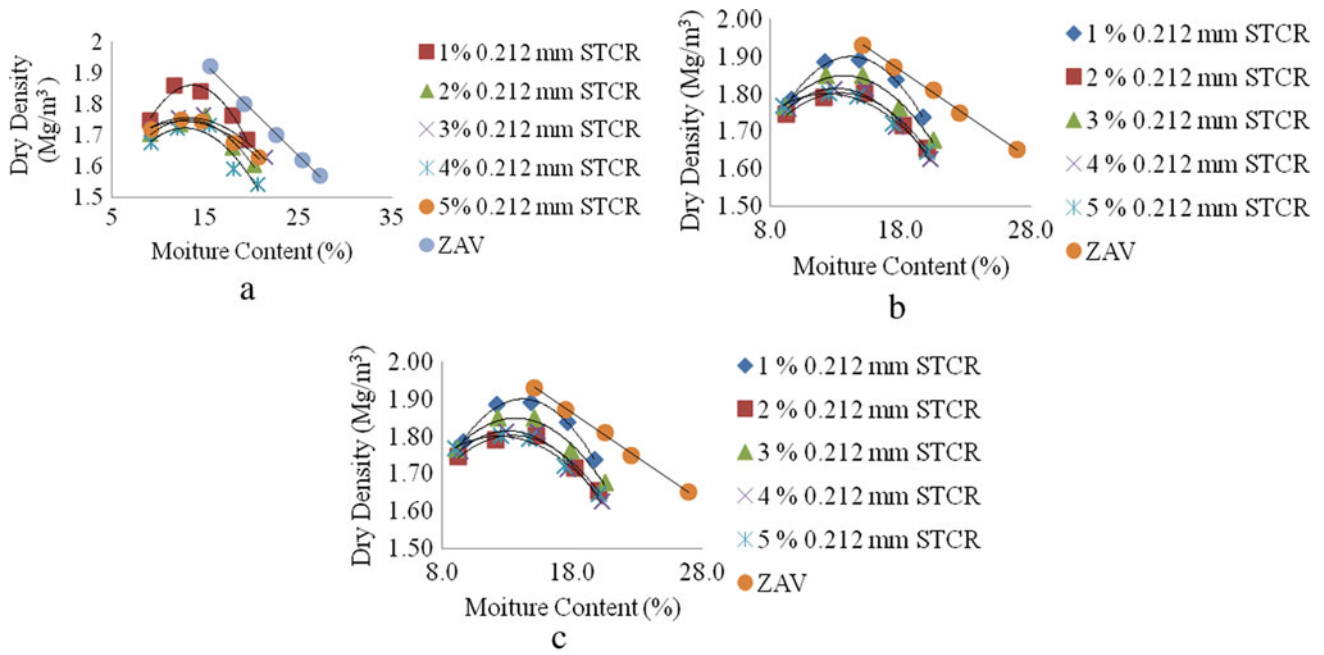 Dry Density
(Mg/m³)
2
1.9
1.8
1.7
1.6
1.5
5
15
25
35
Moiture Content (%)
1% 0.212 mm STCR
2% 0.212 mm STCR
3% 0.212 mm STCR
4% 0.212 mm STCR
5% 0.212 mm STCR
ZAV
a
Dry Density (Mg/m³)
2.00
1.90
1.80
1.70
1.60
1.50
8.0
18.0
28.0
Moiture Content (%)
1 % 0.212 mm STCR
2 % 0.212 mm STCR
3 % 0.212 mm STCR
4 % 0.212 mm STCR
5 % 0.212 mm STCR
ZAV
b
Dry Density (Mg/m³)
2.00
1.90
1.80
1.70
1.60
1.50
8.0
18.0
28.0
Moiture Content (%)
1 % 0.212 mm STCR
2 % 0.212 mm STCR
3 % 0.212 mm STCR
4 % 0.212 mm STCR
5 % 0.212 mm STCR
ZAV
c